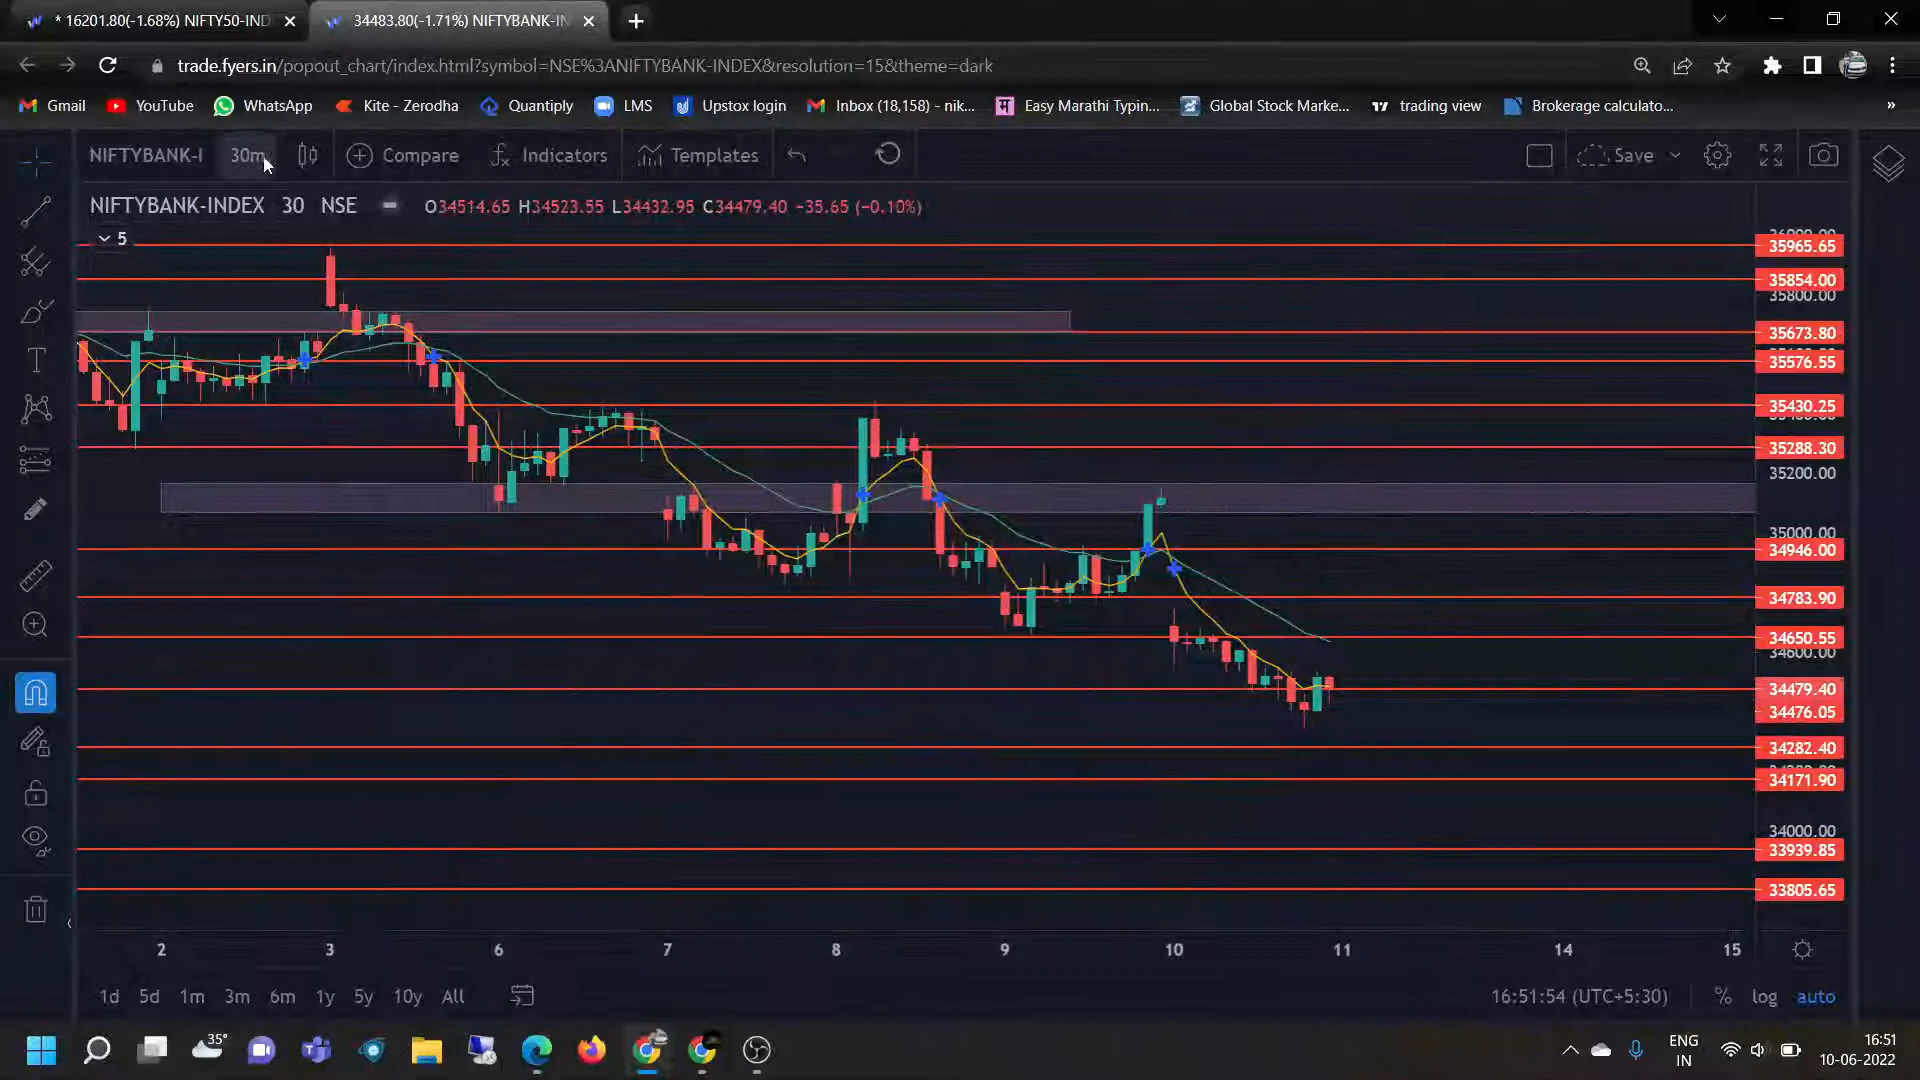 * 16201.80(-1.68%) NIFTY50-IND
34483.80(-1.71%) NIFTYBANK-IN
trade.fyers.in/popout_chart/index.html?symbol=NSE%3ANIFTYBANK-INDEX&resolution=15&theme=dark
Gmail YouTube WhatsApp Kite - Zerodha Quantiply LMS Upstox login Inbox (18,158) - nik... Easy Marathi Typin... Global Stock Marke... trading view Brokerage calculato... »
NIFTYBANK-I 30m Compare Indicators Templates Save
NIFTYBANK-INDEX 30 NSE O34514.65 H34523.55 L34432.95 C34479.40 −35.65 (−0.10%)
5
35965.65
35854.00
35800.00
35673.80
35576.55
35430.25
35288.30
35200.00
35000.00
34946.00
34783.90
34650.55
34600.00
34479.40
34476.05
34282.40
34171.90
34000.00
33939.85
33805.65
2 3 6 7 8 9 10 11 14 15
1d 5d 1m 3m 6m 1y 5y 10y All 16:51:54 (UTC+5:30) % log auto
35°
ENG
IN
16:51
10-06-2022